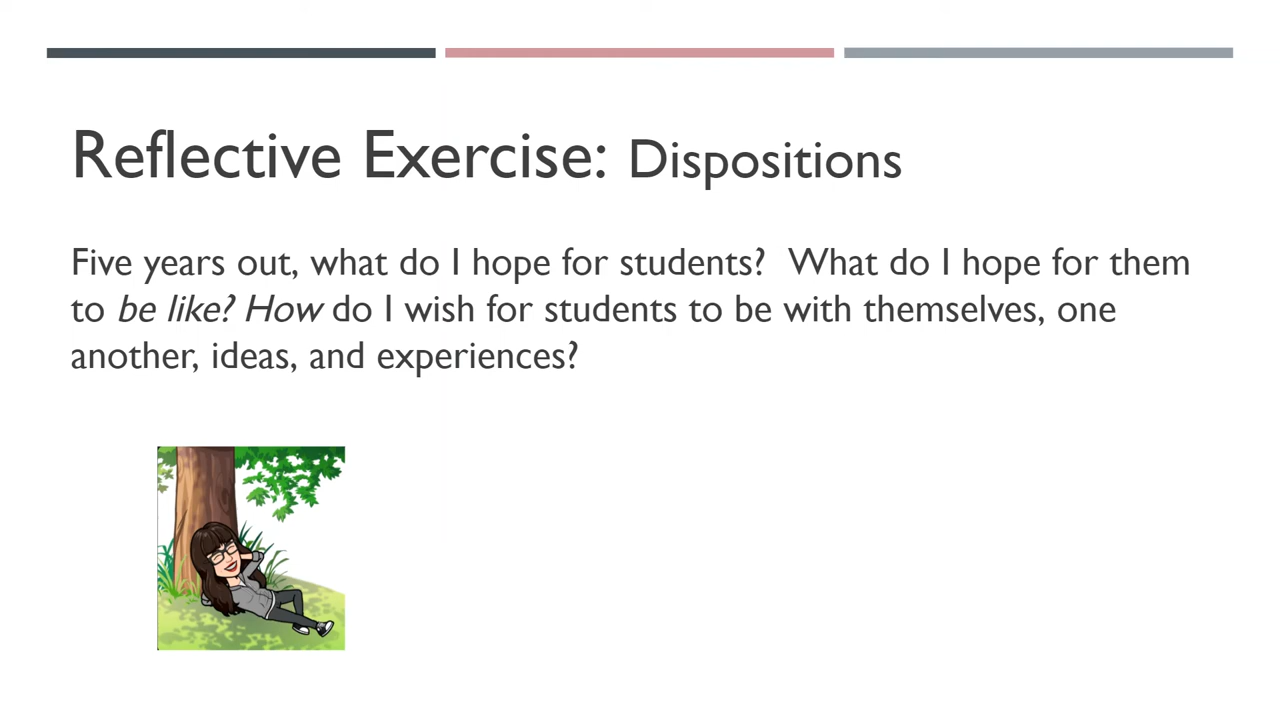 Reflective Exercise: Dispositions
Five years out, what do I hope for students?  What do I hope for them
to be like? How do I wish for students to be with themselves, one
another, ideas, and experiences?